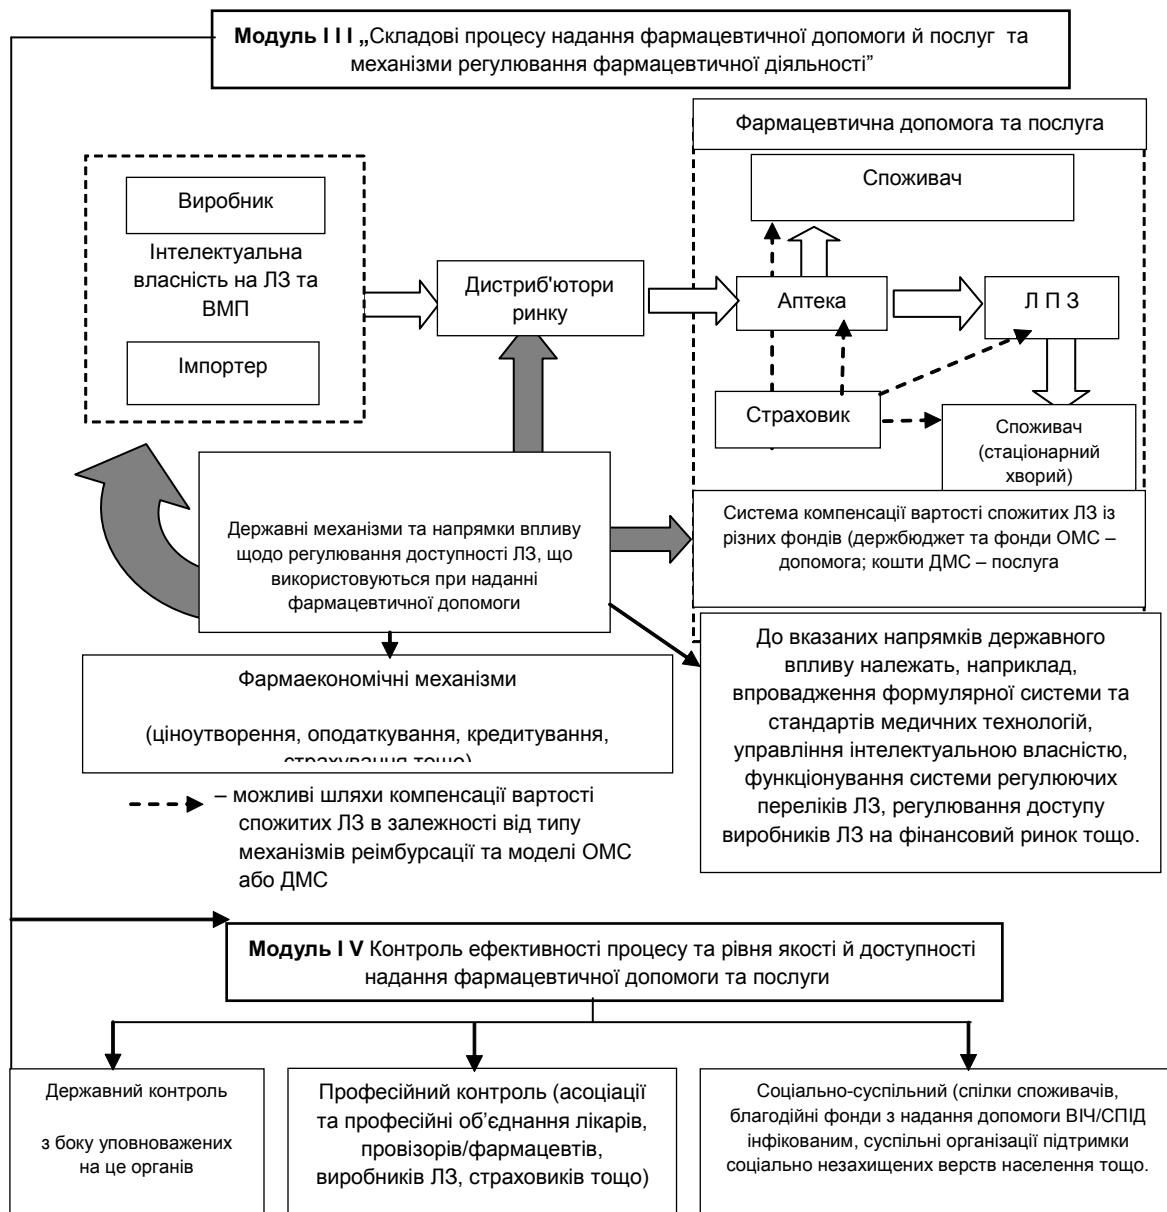 Модуль І І І „Складові процесу надання фармацевтичної допомоги й послуг та
механізми регулювання фармацевтичної діяльності”
Фармацевтична допомога та послуга
Споживач
Виробник
Інтелектуальна
власність на ЛЗ та
ВМП
Імпортер
Дистриб'ютори
ринку
Аптека
Л П З
Страховик
Споживач
(стаціонарний
хворий)
Державні механізми та напрямки впливу
щодо регулювання доступності ЛЗ, що
використовуються при наданні
фармацевтичної допомоги
Система компенсації вартості спожитих ЛЗ із
різних фондів (держбюджет та фонди ОМС –
допомога; кошти ДМС – послуга
Фармаекономічні механізми
(ціноутворення, оподаткування, кредитування,
страхування тощо)
До вказаних напрямків державного
впливу належать, наприклад,
впровадження формулярної системи та
стандартів медичних технологій,
управління інтелектуальною власністю,
функціонування системи регулюючих
переліків ЛЗ, регулювання доступу
виробників ЛЗ на фінансовий ринок тощо.
– можливі шляхи компенсації вартості
спожитих ЛЗ в залежності від типу
механізмів реімбурсації та моделі ОМС
або ДМС
Модуль І V Контроль ефективності процесу та рівня якості й доступності
надання фармацевтичної допомоги та послуги
Державний контроль
з боку уповноважених
на це органів
Професійний контроль (асоціації
та професійні об’єднання лікарів,
провізорів/фармацевтів,
виробників ЛЗ, страховиків тощо)
Соціально-суспільний (спілки споживачів,
благодійні фонди з надання допомоги ВІЧ/СПІД
інфікованим, суспільні організації підтримки
соціально незахищених верств населення тощо.